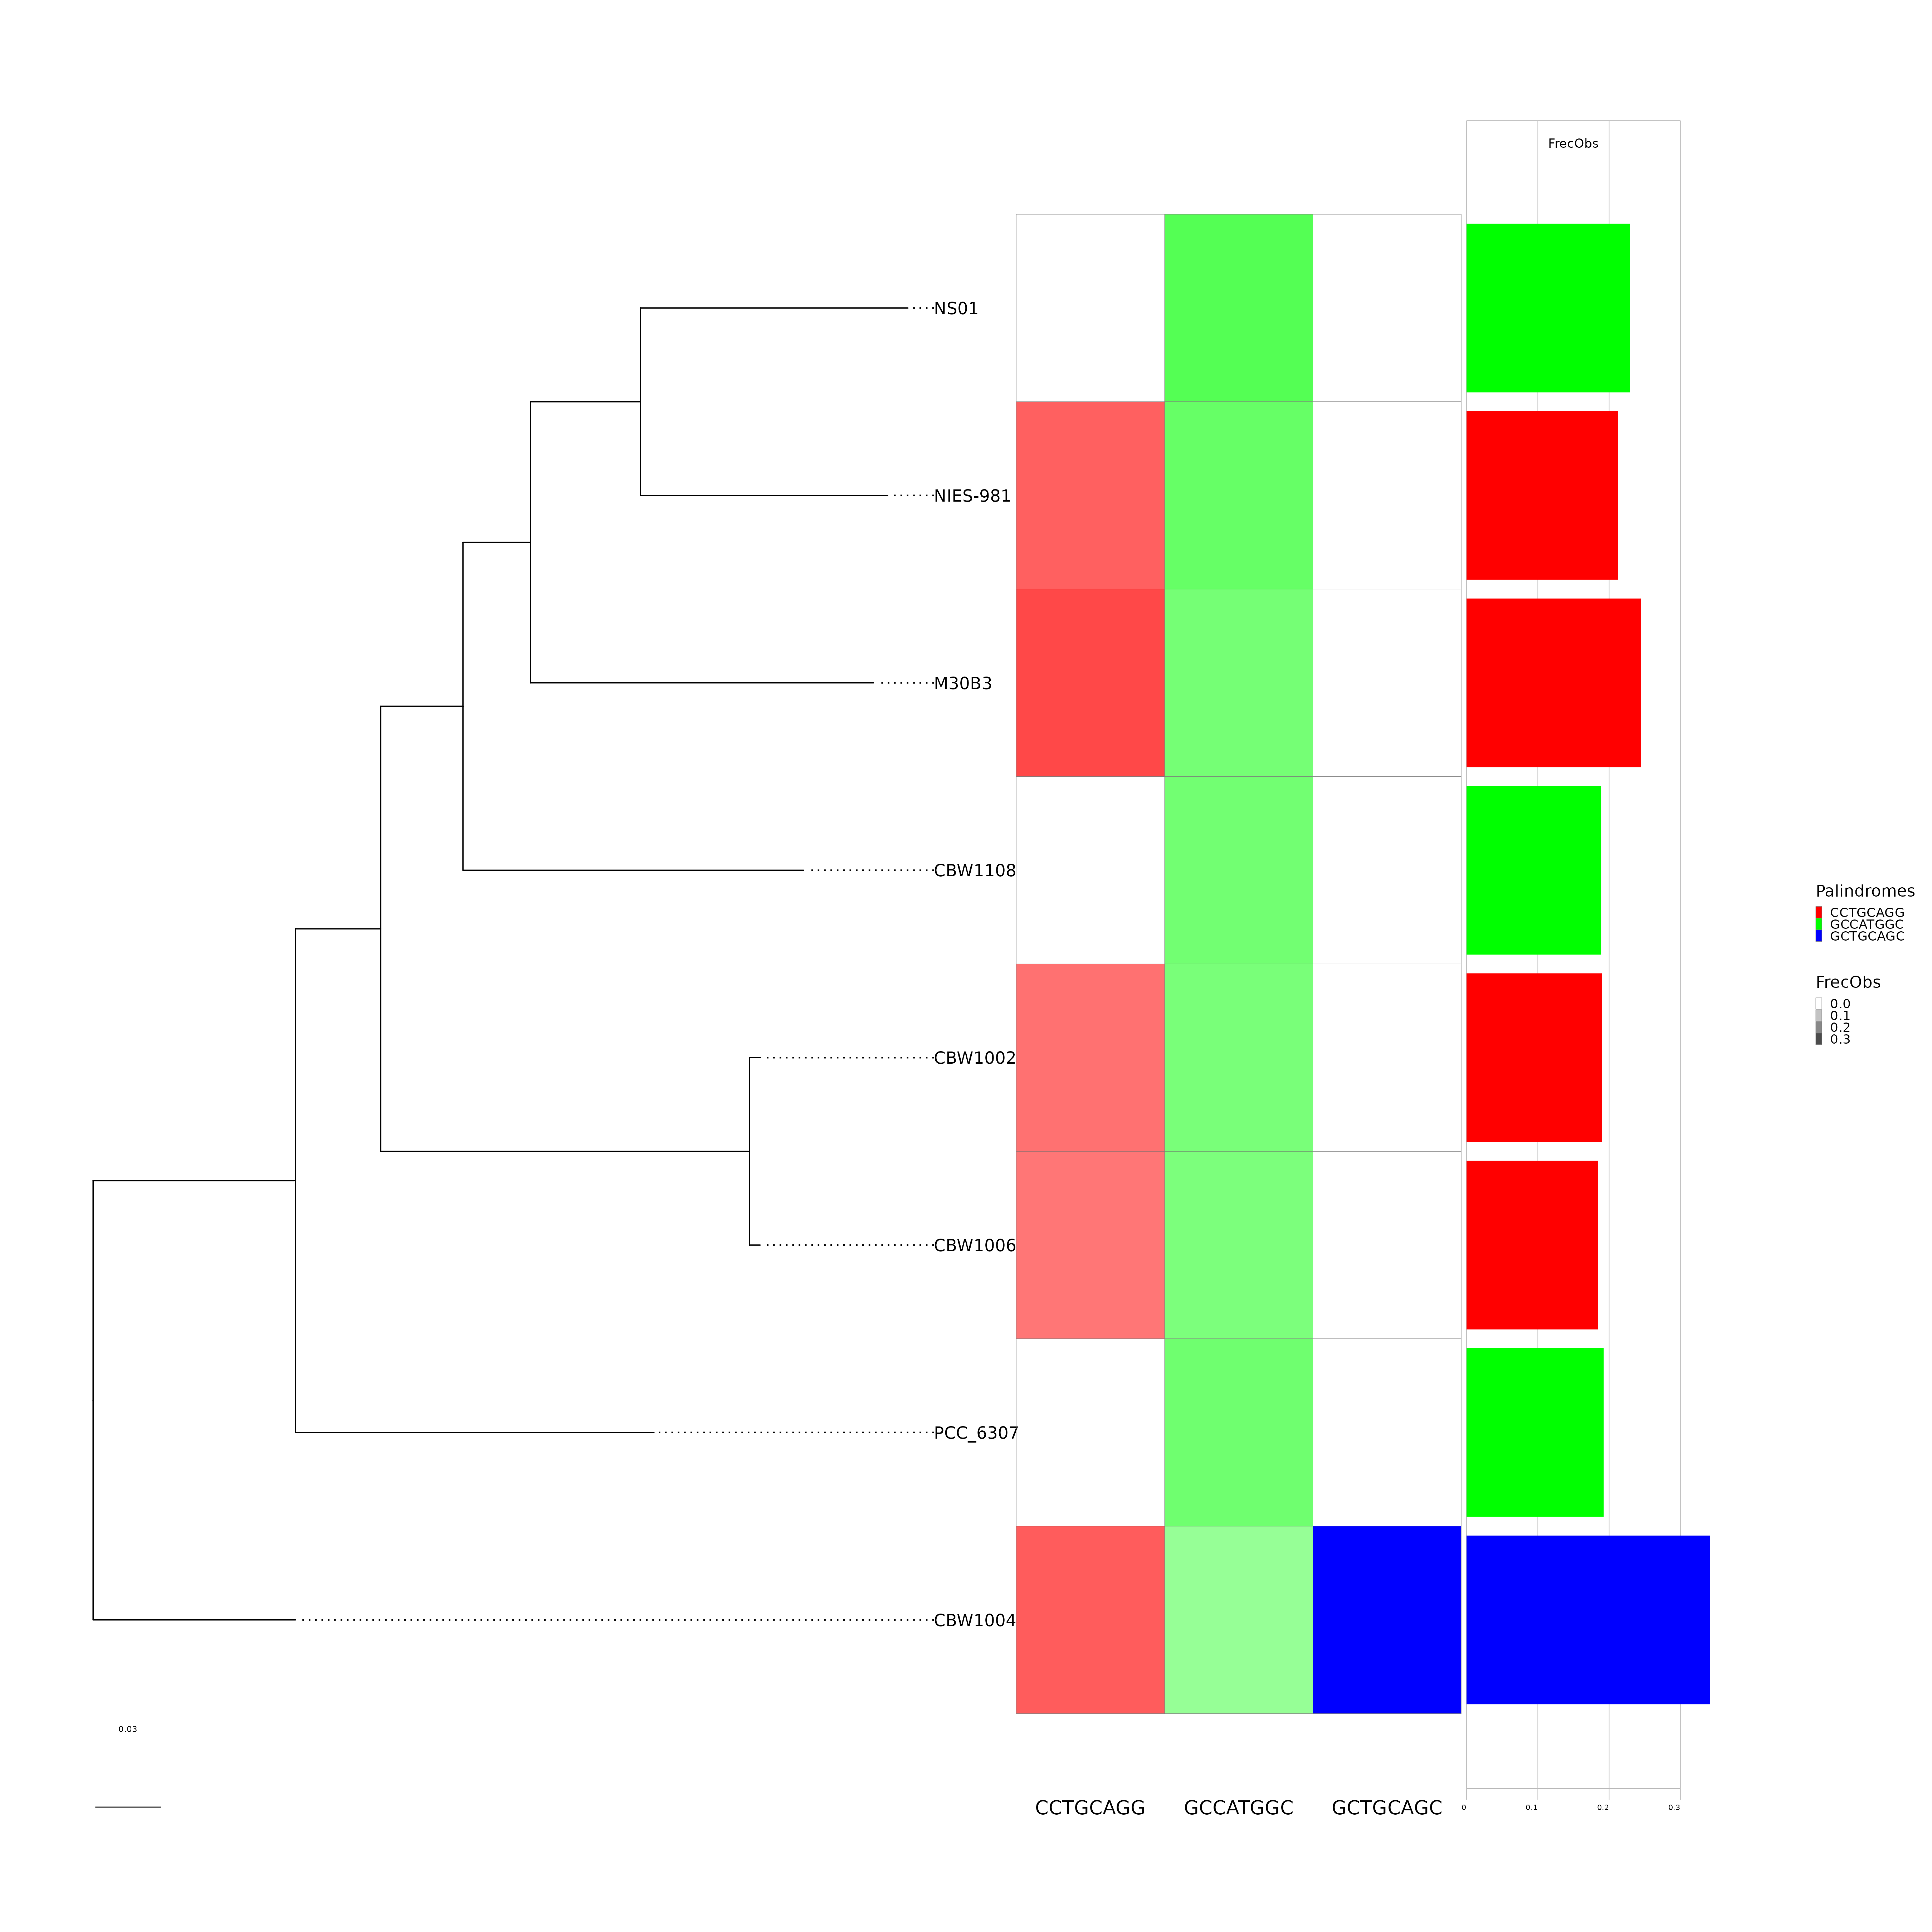 FrecObs
NS01
NIES-981
M30B3
CBW1108
CBW1002
CBW1006
PCC_6307
CBW1004
Palindromes
CCTGCAGG
GCCATGGC
GCTGCAGC
FrecObs
0.0
0.1
0.2
0.3
0.03
CCTGCAGG GCCATGGC GCTGCAGC
0 0.1 0.2 0.3